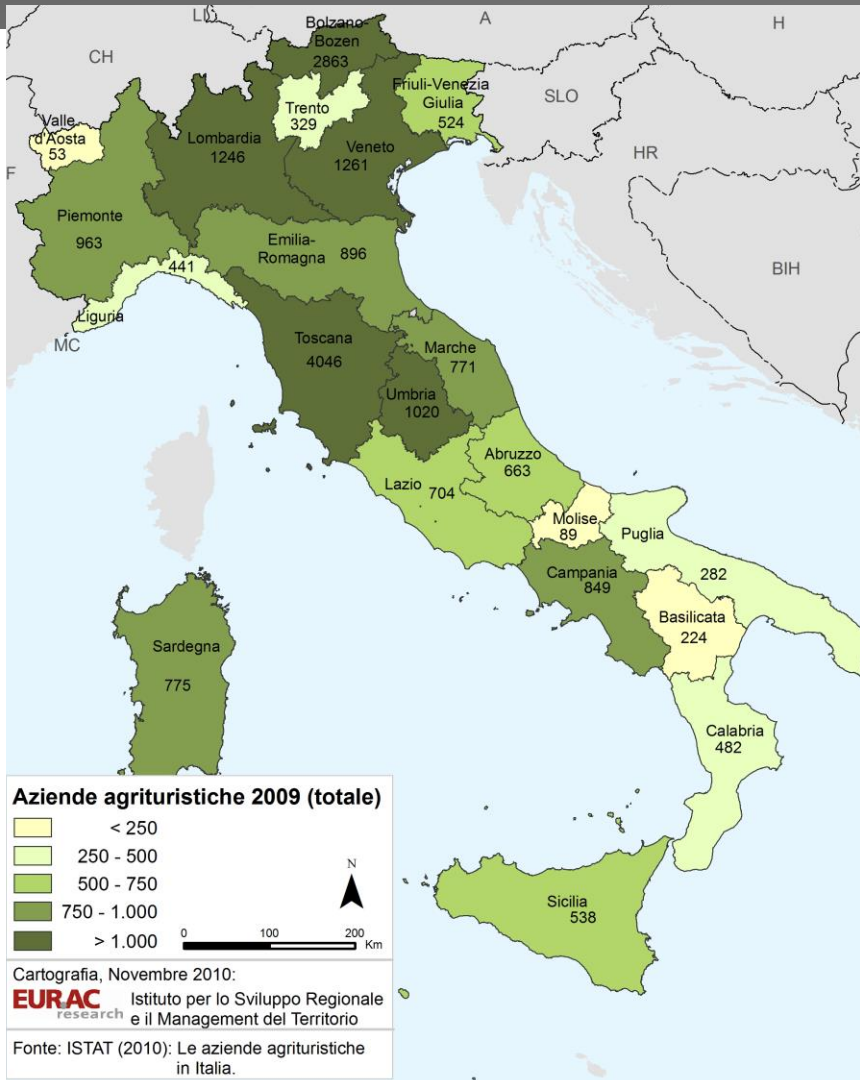 LD
A
H
CH
Bolzano-
Bozen
2863
Friuli-Venezia
Giulia
524
SLO
Trento
329
Valle
d'Aosta
53
Lombardia
1246
Veneto
1261
HR
F
Piemonte
963
Emilia-
Romagna
896
BIH
441
Liguria
MC
Toscana
4046
Marche
771
Umbria
1020
Abruzzo
663
Lazio
704
Molise
89
Puglia
282
Campania
849
Basilicata
224
Sardegna
775
Calabria
482
Sicilia
538
Aziende agrituristiche 2009 (totale)
< 250
250 - 500
500 - 750
750 - 1.000
> 1.000
N
0 100 200
Km
Cartografia, Novembre 2010:
EURAC
research
Istituto per lo Sviluppo Regionale
e il Management del Territorio
Fonte: ISTAT (2010): Le aziende agrituristiche
in Italia.